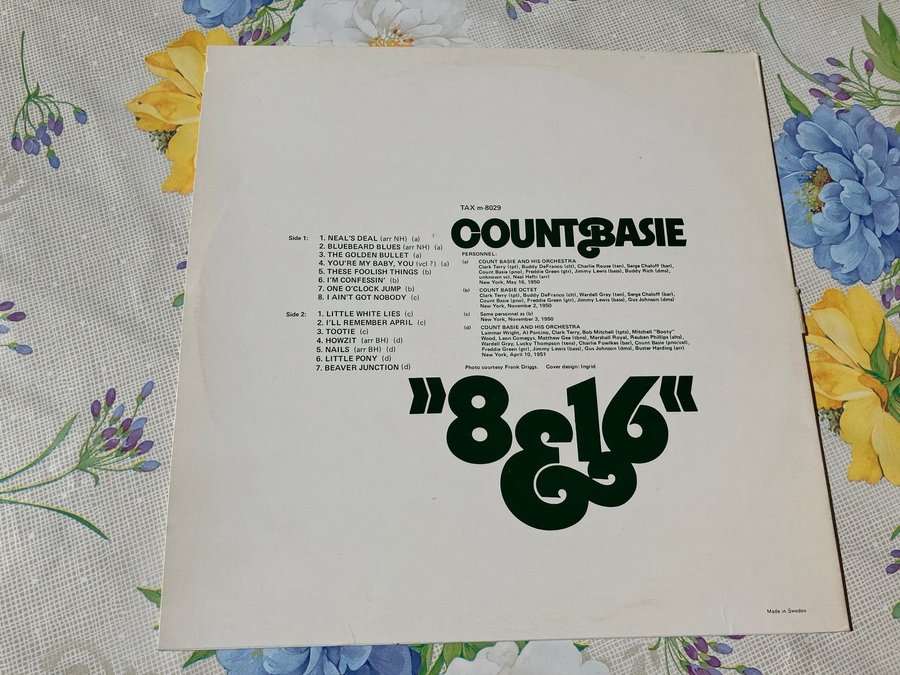 TAX m-8029
COUNT BASIE
Side 1: 1. NEAL'S DEAL (arr NH) (a)
2. BLUEBEARD BLUES (arr NH) (a)
3. THE GOLDEN BULLET (a)
4. YOU'RE MY BABY, YOU (vcl ?) (a)
5. THESE FOOLISH THINGS (b)
6. I'M CONFESSIN' (b)
7. ONE O'CLOCK JUMP (b)
8. I AIN'T GOT NOBODY (c)
Side 2: 1. LITTLE WHITE LIES (c)
2. I'LL REMEMBER APRIL (c)
3. TOOTIE (c)
4. HOWZIT (arr BH) (d)
5. NAILS (arr BH) (d)
6. LITTLE PONY (d)
7. BEAVER JUNCTION (d)
PERSONNEL:
(a) COUNT BASIE AND HIS ORCHESTRA
Clark Terry (tpt), Buddy DeFranco (clt), Charlie Rouse (ten), Serge Chaloff (bar),
Count Basie (pno), Freddie Green (gtr), Jimmy Lewis (bass), Buddy Rich (dms),
unknown vcl, Neal Hefti (arr)
New York, May 16, 1950
(b) COUNT BASIE OCTET
Clark Terry (tpt), Buddy DeFranco (clt), Wardell Gray (ten), Serge Chaloff (bar),
Count Basie (pno), Freddie Green (gtr), Jimmy Lewis (bass), Gus Johnson (dms)
New York, November 2, 1950
(c) Same personnel as (b)
New York, November 3, 1950
(d) COUNT BASIE AND HIS ORCHESTRA
Lammar Wright, Al Porcino, Clark Terry, Bob Mitchell (tpts), Mitchell "Booty"
Wood, Leon Comegys, Matthew Gee (tbns), Marshall Royal, Reuben Phillips (alts),
Wardell Gray, Lucky Thompson (tens), Charlie Fowlkes (bar), Count Basie (pno/cel),
Freddie Green (gtr), Jimmy Lewis (bass), Gus Johnson (dms), Buster Harding (arr)
New York, April 10, 1951
Photo courtesy Frank Driggs. Cover design: Ingrid
"8 & 16"
Made in Sweden